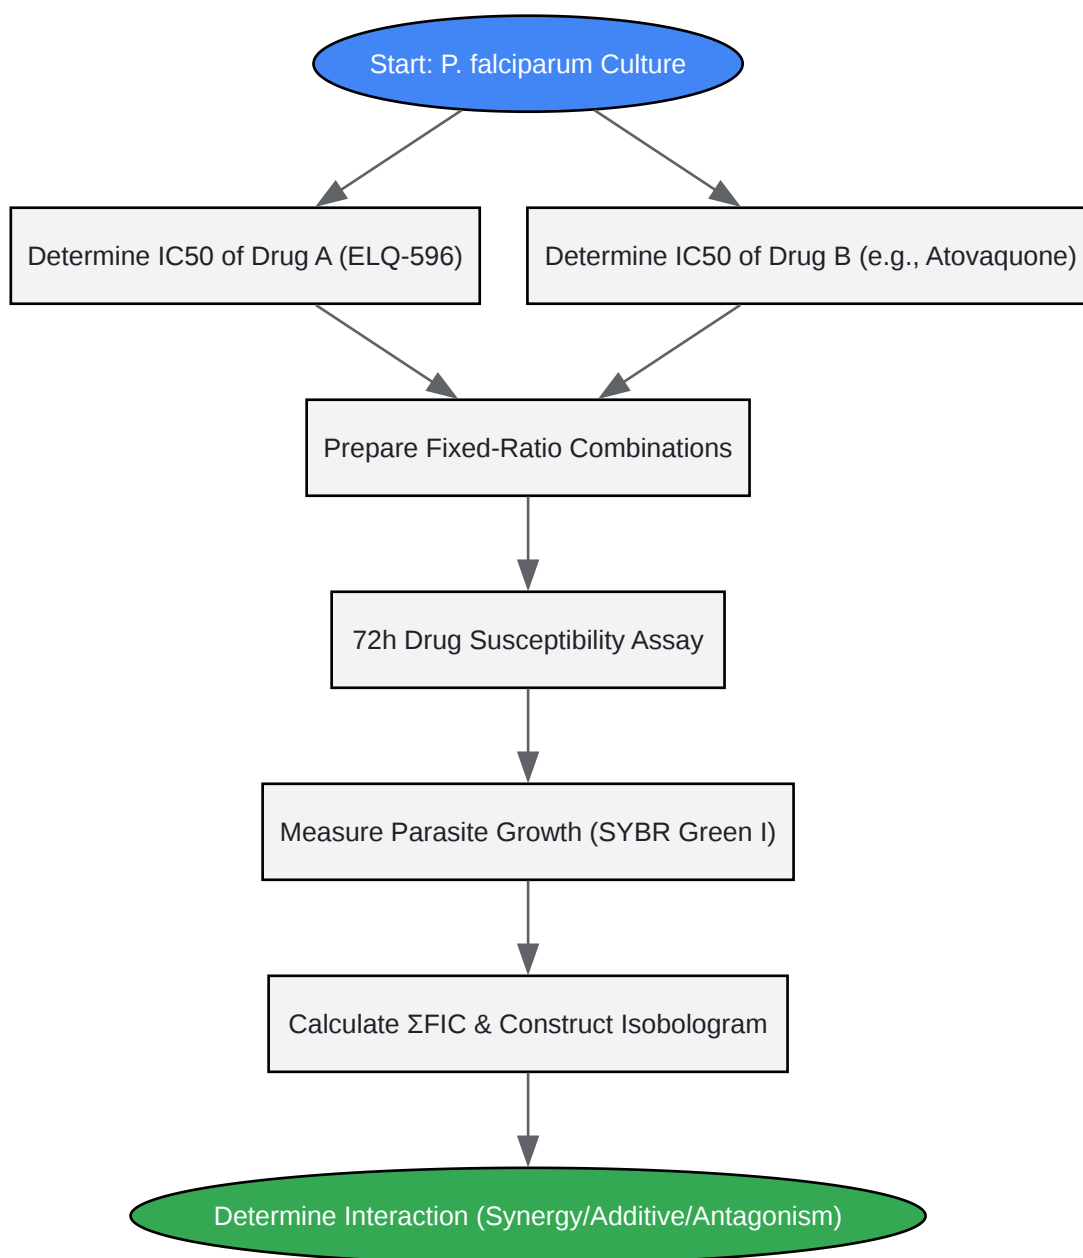 Start: P. falciparum Culture
Determine IC50 of Drug A (ELQ-596)
Determine IC50 of Drug B (e.g., Atovaquone)
Prepare Fixed-Ratio Combinations
72h Drug Susceptibility Assay
Measure Parasite Growth (SYBR Green I)
Calculate ΣFIC & Construct Isobologram
Determine Interaction (Synergy/Additive/Antagonism)